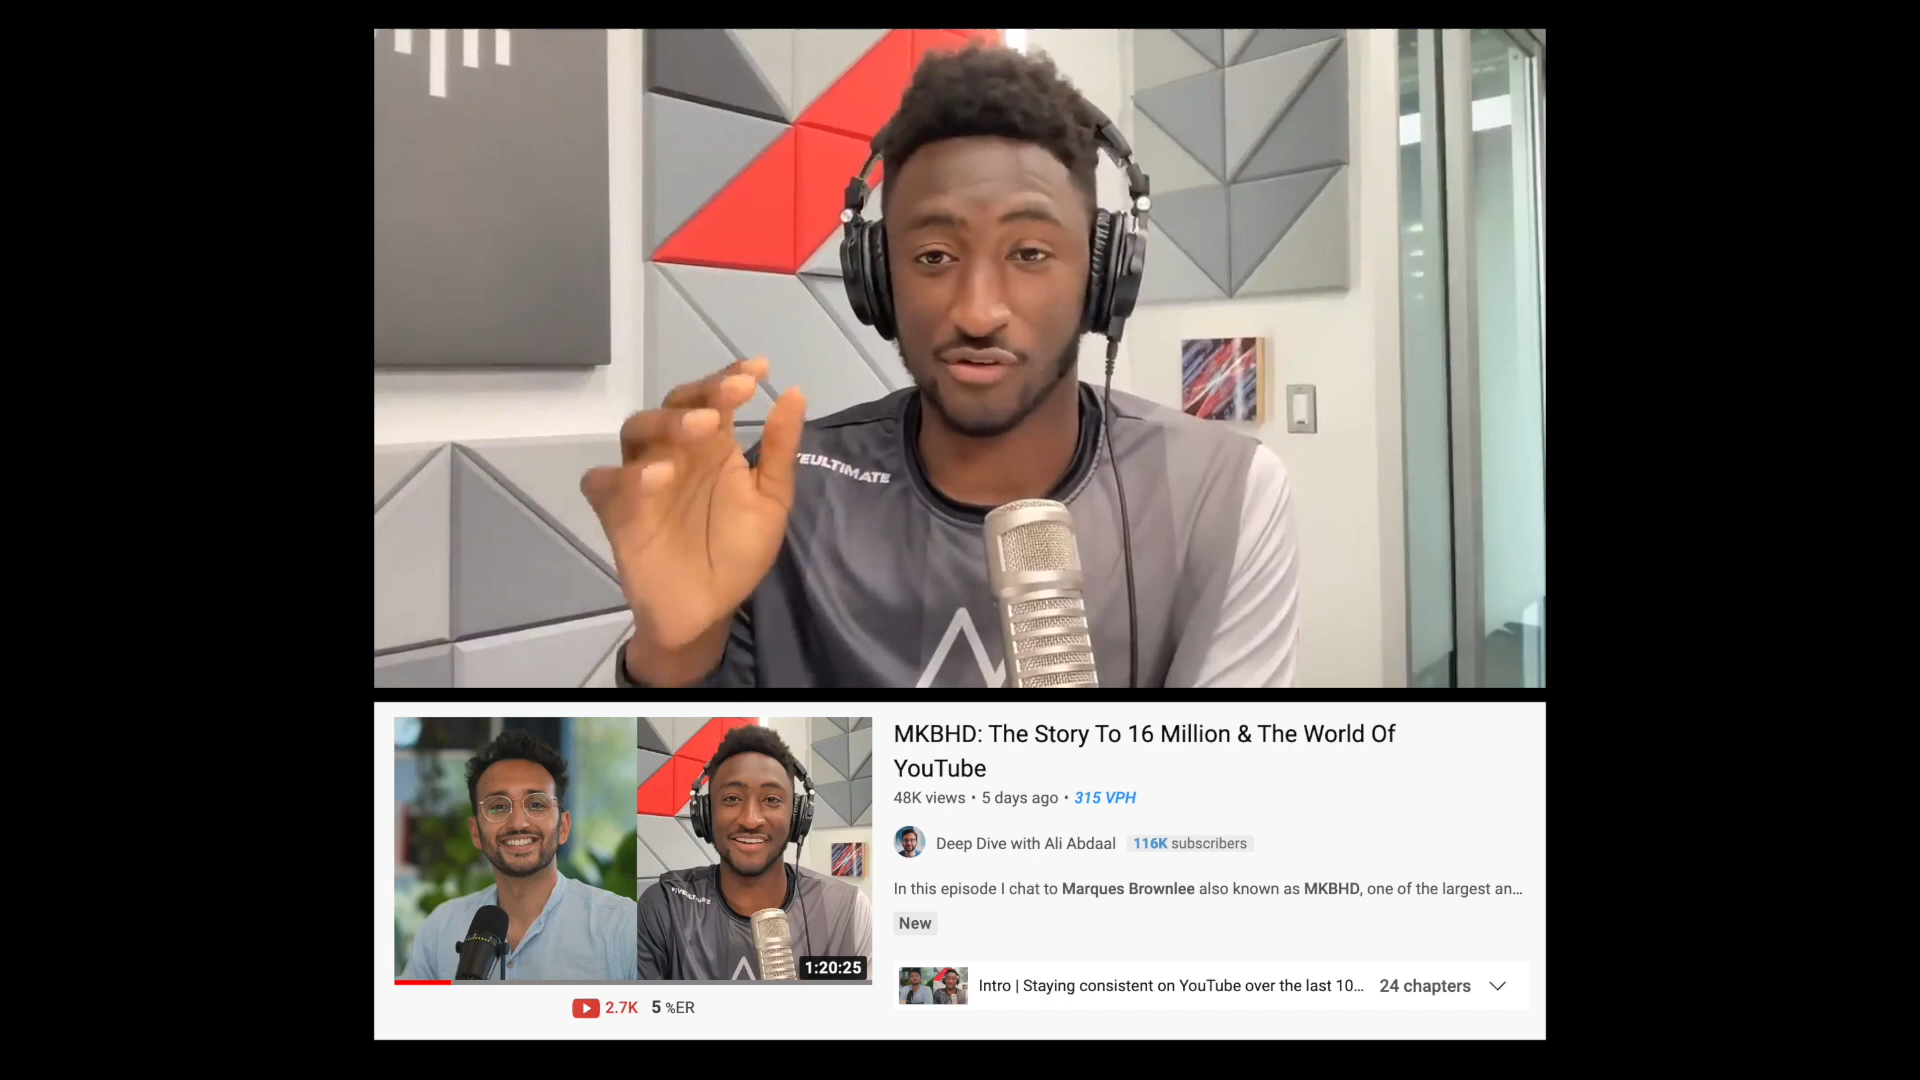 EULTIMATE
MKBHD: The Story To 16 Million & The World Of
YouTube
48K views • 5 days ago • 315 VPH
Deep Dive with Ali Abdaal 116K subscribers
In this episode I chat to Marques Brownlee also known as MKBHD, one of the largest an...
New
1:20:25
Intro | Staying consistent on YouTube over the last 10... 24 chapters
2.7K 5 %ER